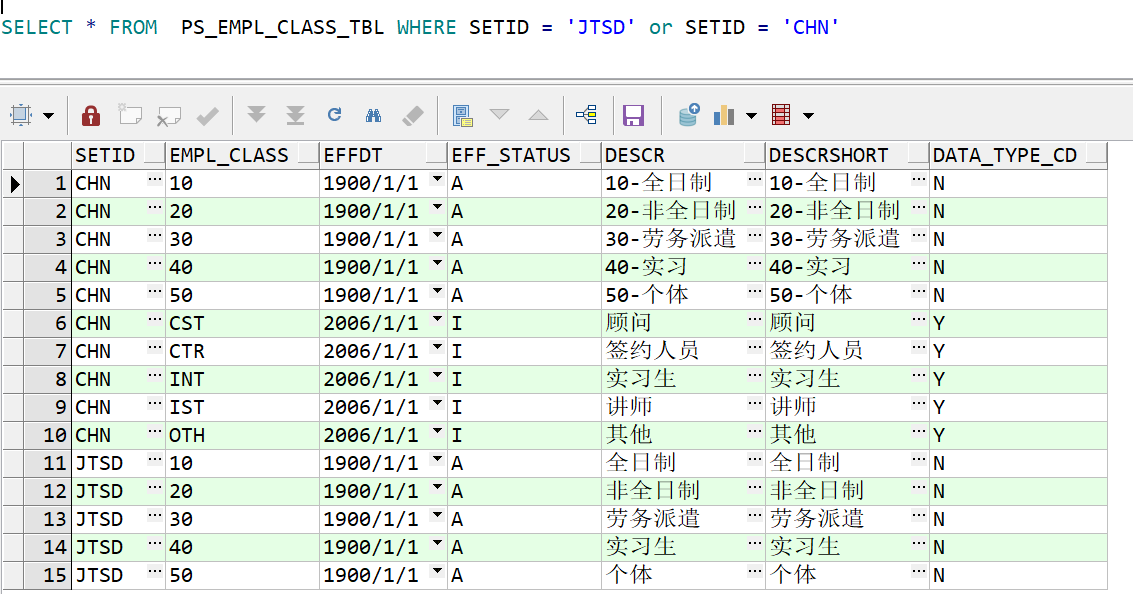 SELECT * FROM  PS_EMPL_CLASS_TBL WHERE SETID = 'JTSD' or SETID = 'CHN'
SETID EMPL_CLASS EFFDT EFF_STATUS DESCR DESCRSHORT DATA_TYPE_CD
1 CHN ··· 10 1900/1/1 A 10-全日制 ··· 10-全日制 ··· N
2 CHN ··· 20 1900/1/1 A 20-非全日制 ··· 20-非全日制 ··· N
3 CHN ··· 30 1900/1/1 A 30-劳务派遣 ··· 30-劳务派遣 ··· N
4 CHN ··· 40 1900/1/1 A 40-实习 ··· 40-实习 ··· N
5 CHN ··· 50 1900/1/1 A 50-个体 ··· 50-个体 ··· N
6 CHN ··· CST 2006/1/1 I 顾问 ··· 顾问 ··· Y
7 CHN ··· CTR 2006/1/1 I 签约人员 ··· 签约人员 ··· Y
8 CHN ··· INT 2006/1/1 I 实习生 ··· 实习生 ··· Y
9 CHN ··· IST 2006/1/1 I 讲师 ··· 讲师 ··· Y
10 CHN ··· OTH 2006/1/1 I 其他 ··· 其他 ··· Y
11 JTSD ··· 10 1900/1/1 A 全日制 ··· 全日制 ··· N
12 JTSD ··· 20 1900/1/1 A 非全日制 ··· 非全日制 ··· N
13 JTSD ··· 30 1900/1/1 A 劳务派遣 ··· 劳务派遣 ··· N
14 JTSD ··· 40 1900/1/1 A 实习生 ··· 实习生 ··· N
15 JTSD ··· 50 1900/1/1 A 个体 ··· 个体 ··· N